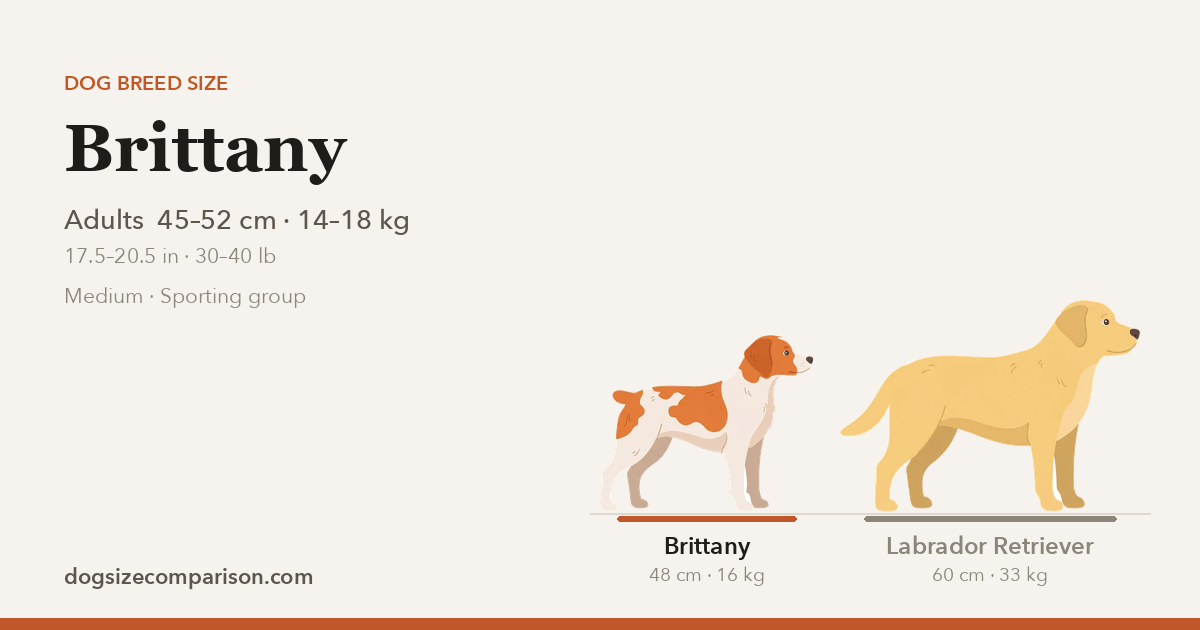 DOG BREED SIZE
Brittany
Adults 45–52 cm · 14–18 kg
17.5–20.5 in · 30–40 lb
Medium · Sporting group
Brittany
48 cm · 16 kg
Labrador Retriever
60 cm · 33 kg
dogsizecomparison.com